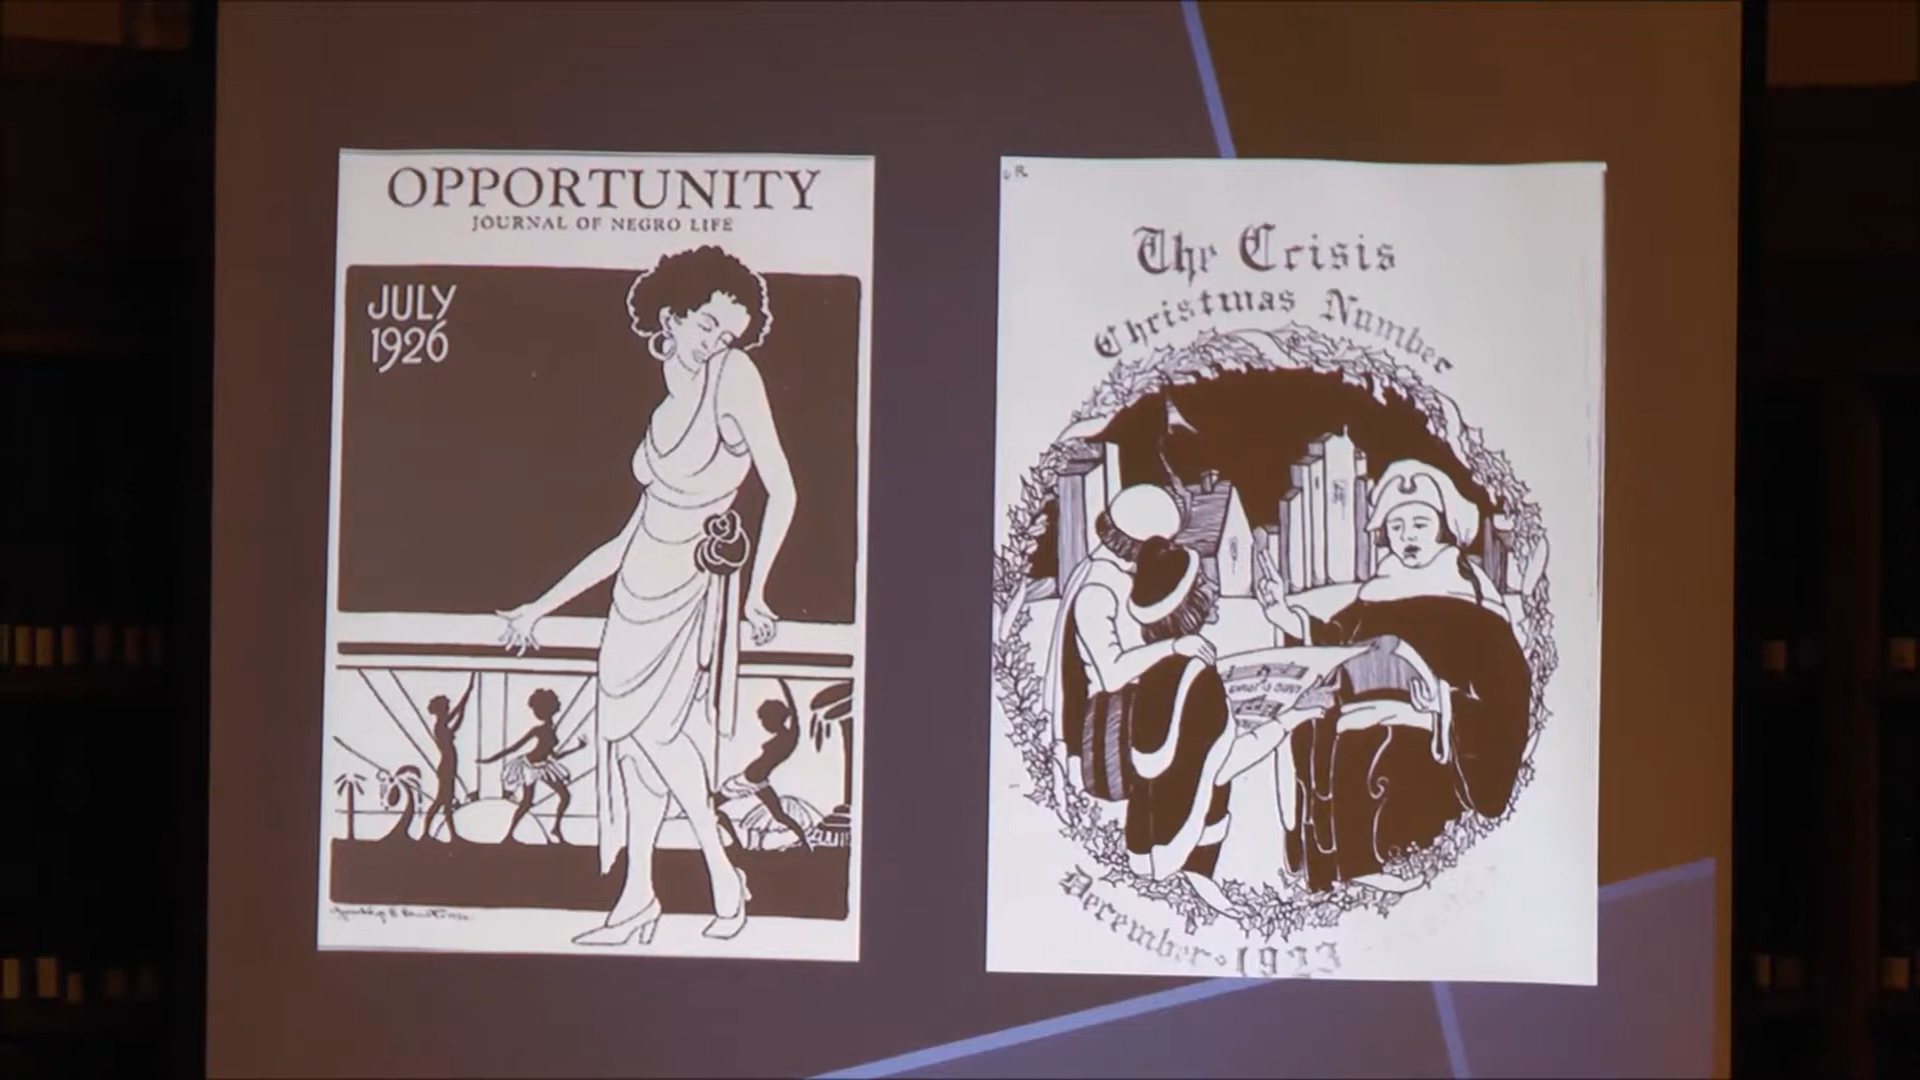 OPPORTUNITY
JOURNAL OF NEGRO LIFE
JULY
1926
The Crisis
Christmas Number
December · 1923